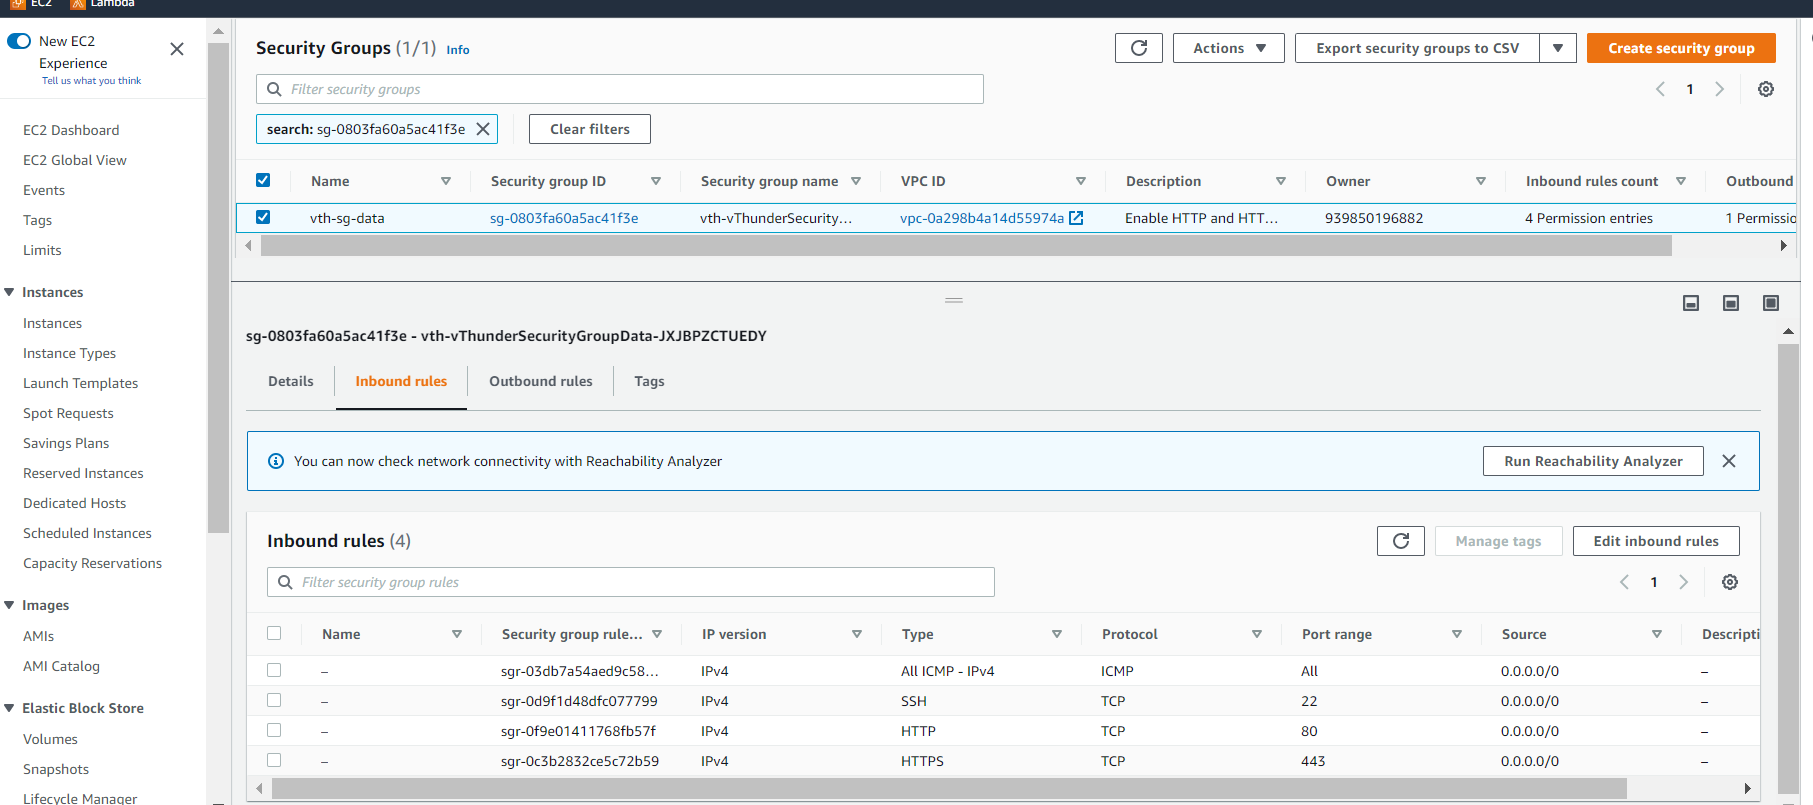 EC2 Lambda
New EC2
Experience
Tell us what you think
EC2 Dashboard
EC2 Global View
Events
Tags
Limits
Instances
Instances
Instance Types
Launch Templates
Spot Requests
Savings Plans
Reserved Instances
Dedicated Hosts
Scheduled Instances
Capacity Reservations
Images
AMIs
AMI Catalog
Elastic Block Store
Volumes
Snapshots
Lifecycle Manager
Security Groups (1/1) Info
Actions
Export security groups to CSV
Create security group
Filter security groups
1
search: sg-0803fa60a5ac41f3e
Clear filters
Name Security group ID Security group name VPC ID Description Owner Inbound rules count Outbound
vth-sg-data sg-0803fa60a5ac41f3e vth-vThunderSecurity... vpc-0a298b4a14d55974a Enable HTTP and HTT... 939850196882 4 Permission entries 1 Permissio
sg-0803fa60a5ac41f3e - vth-vThunderSecurityGroupData-JXJBPZCTUEDY
Details Inbound rules Outbound rules Tags
You can now check network connectivity with Reachability Analyzer
Run Reachability Analyzer
Inbound rules (4)
Manage tags
Edit inbound rules
Filter security group rules
1
Name Security group rule... IP version Type Protocol Port range Source Descripti
– sgr-03db7a54aed9c58... IPv4 All ICMP - IPv4 ICMP All 0.0.0.0/0 –
– sgr-0d9f1d48dfc077799 IPv4 SSH TCP 22 0.0.0.0/0 –
– sgr-0f9e01411768fb57f IPv4 HTTP TCP 80 0.0.0.0/0 –
– sgr-0c3b2832ce5c72b59 IPv4 HTTPS TCP 443 0.0.0.0/0 –